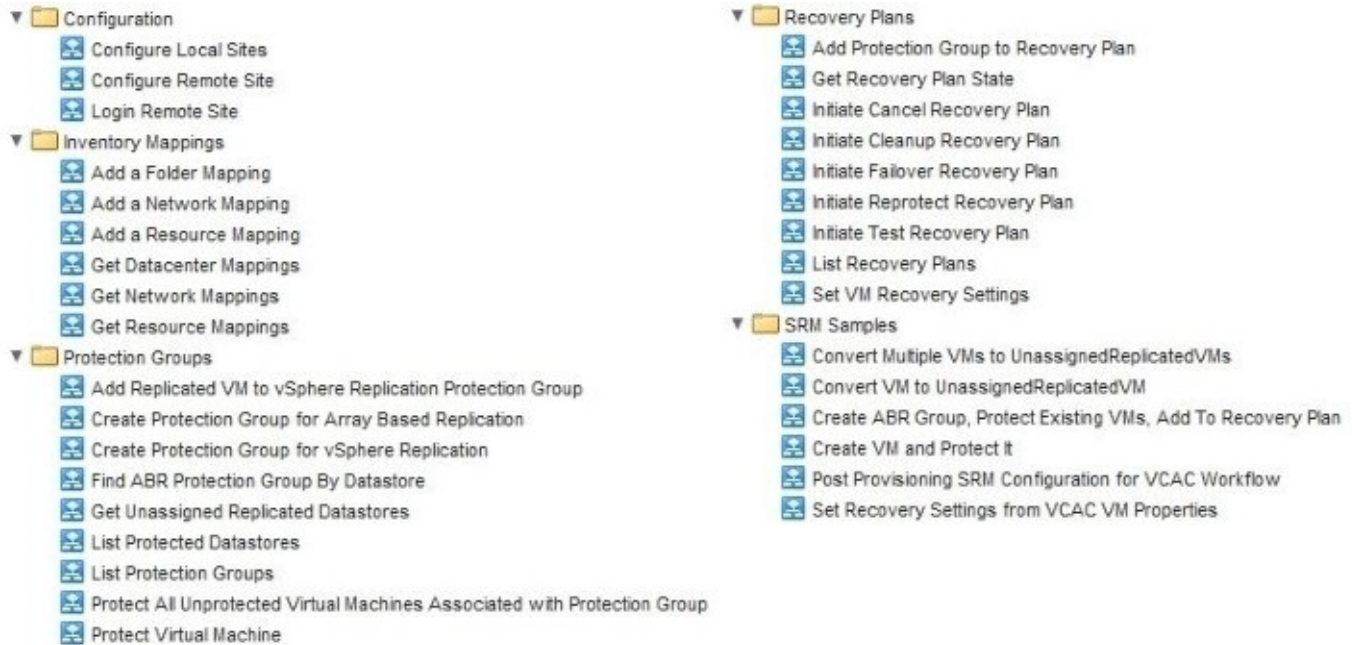 Configuration
Configure Local Sites
Configure Remote Site
Login Remote Site
Inventory Mappings
Add a Folder Mapping
Add a Network Mapping
Add a Resource Mapping
Get Datacenter Mappings
Get Network Mappings
Get Resource Mappings
Protection Groups
Add Replicated VM to vSphere Replication Protection Group
Create Protection Group for Array Based Replication
Create Protection Group for vSphere Replication
Find ABR Protection Group By Datastore
Get Unassigned Replicated Datastores
List Protected Datastores
List Protection Groups
Protect All Unprotected Virtual Machines Associated with Protection Group
Protect Virtual Machine
Recovery Plans
Add Protection Group to Recovery Plan
Get Recovery Plan State
Initiate Cancel Recovery Plan
Initiate Cleanup Recovery Plan
Initiate Failover Recovery Plan
Initiate Reprotect Recovery Plan
Initiate Test Recovery Plan
List Recovery Plans
Set VM Recovery Settings
SRM Samples
Convert Multiple VMs to UnassignedReplicatedVMs
Convert VM to UnassignedReplicatedVM
Create ABR Group, Protect Existing VMs, Add To Recovery Plan
Create VM and Protect It
Post Provisioning SRM Configuration for VCAC Workflow
Set Recovery Settings from VCAC VM Properties